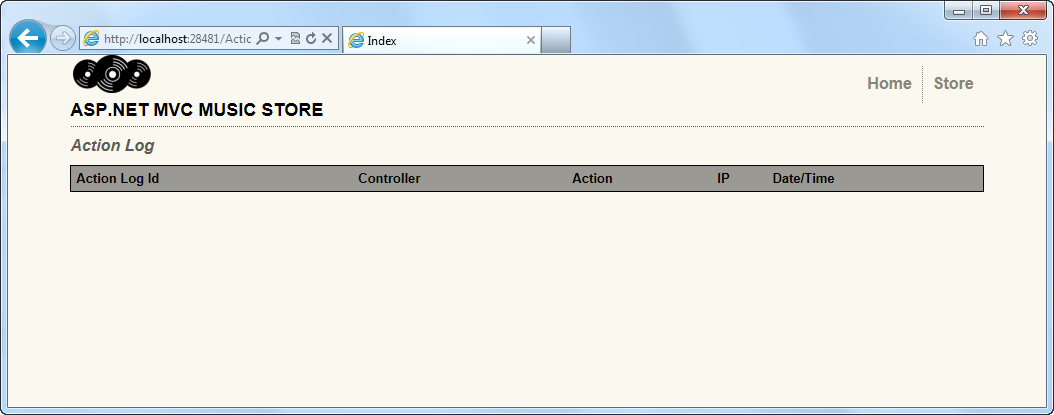 http://localhost:28481/Actic
Index
Home Store
ASP.NET MVC MUSIC STORE
Action Log
Action Log Id Controller Action IP Date/Time